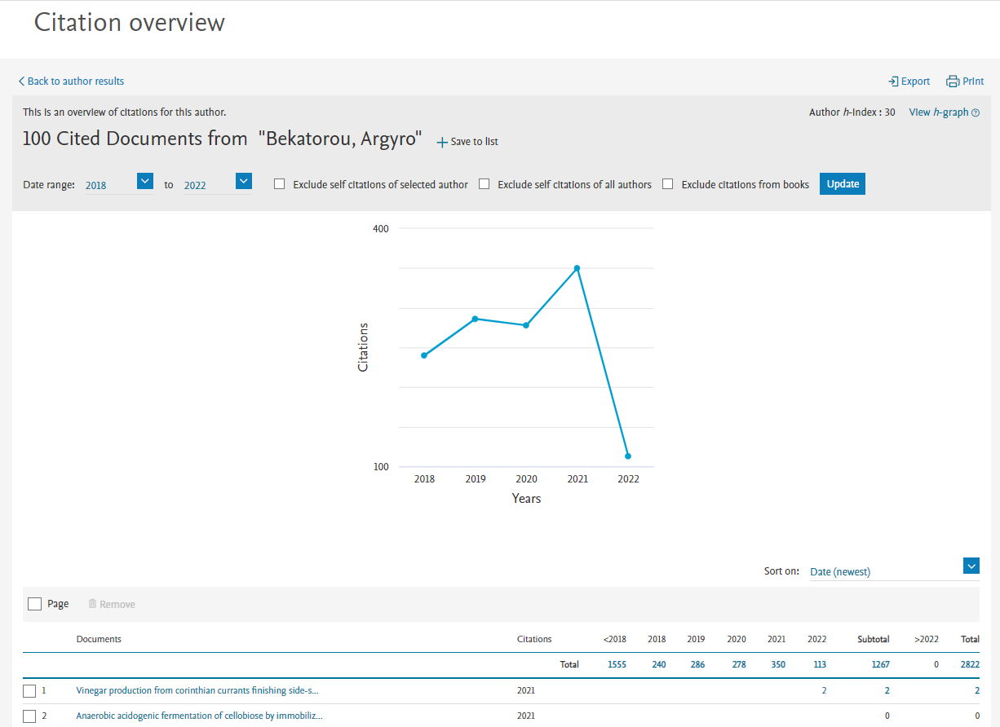 Citation overview
Back to author results Export Print
This is an overview of citations for this author. Author h-index : 30 View h-graph
100 Cited Documents from "Bekatorou, Argyro" Save to list
Date range: 2018 to 2022 Exclude self citations of selected author Exclude self citations of all authors Exclude citations from books Update
400
Citations
100
2018 2019 2020 2021 2022
Years
Sort on: Date (newest)
Page Remove
Documents Citations <2018 2018 2019 2020 2021 2022 Subtotal >2022 Total
Total 1555 240 286 278 350 113 1267 0 2822
1 Vinegar production from corinthian currants finishing side-s... 2021 2 2 2
2 Anaerobic acidogenic fermentation of cellobiose by immobiliz... 2021 0 0